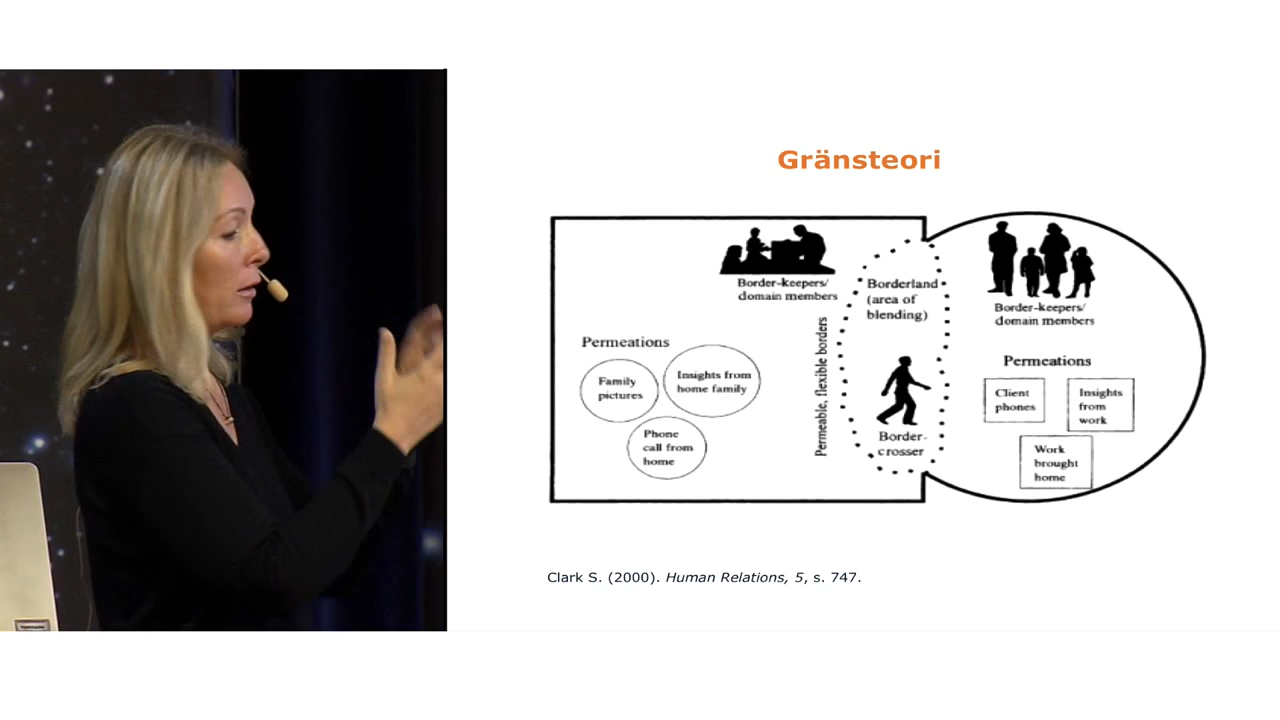 Gränsteori
Border-keepers/
domain members
Permeations
Family
pictures
Insights from
home family
Phone
call from
home
Permeable, flexible borders
Borderland
(area of
blending)
Border-
crosser
Border-keepers/
domain members
Permeations
Client
phones
Insights
from
work
Work
brought
home
Clark S. (2000). Human Relations, 5, s. 747.